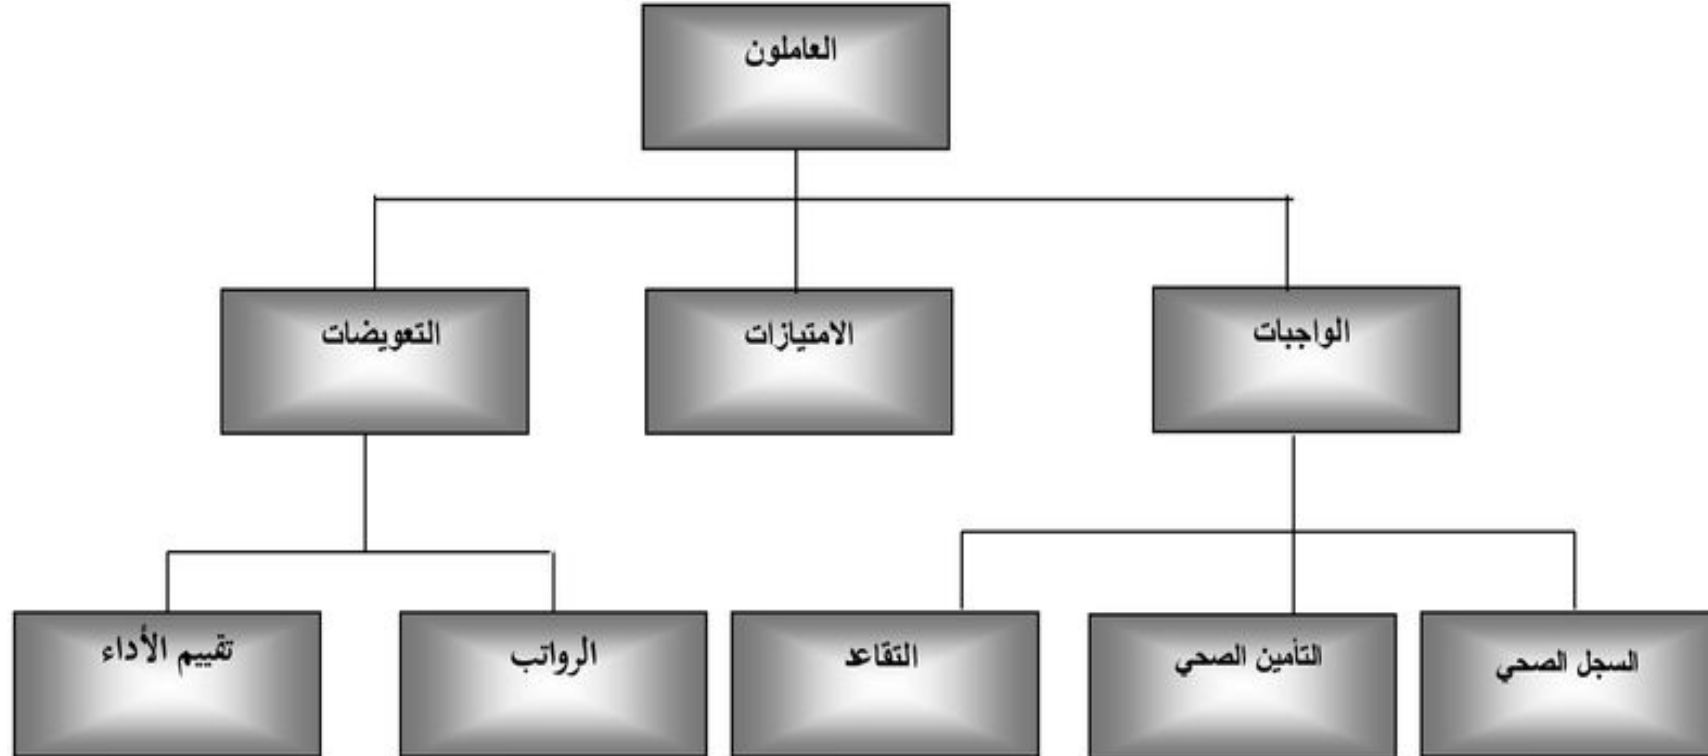 العاملون
الواجبات
الامتيازات
التعويضات
السجل الصحي
التأمين الصحي
التقاعد
الرواتب
تقييم الأداء